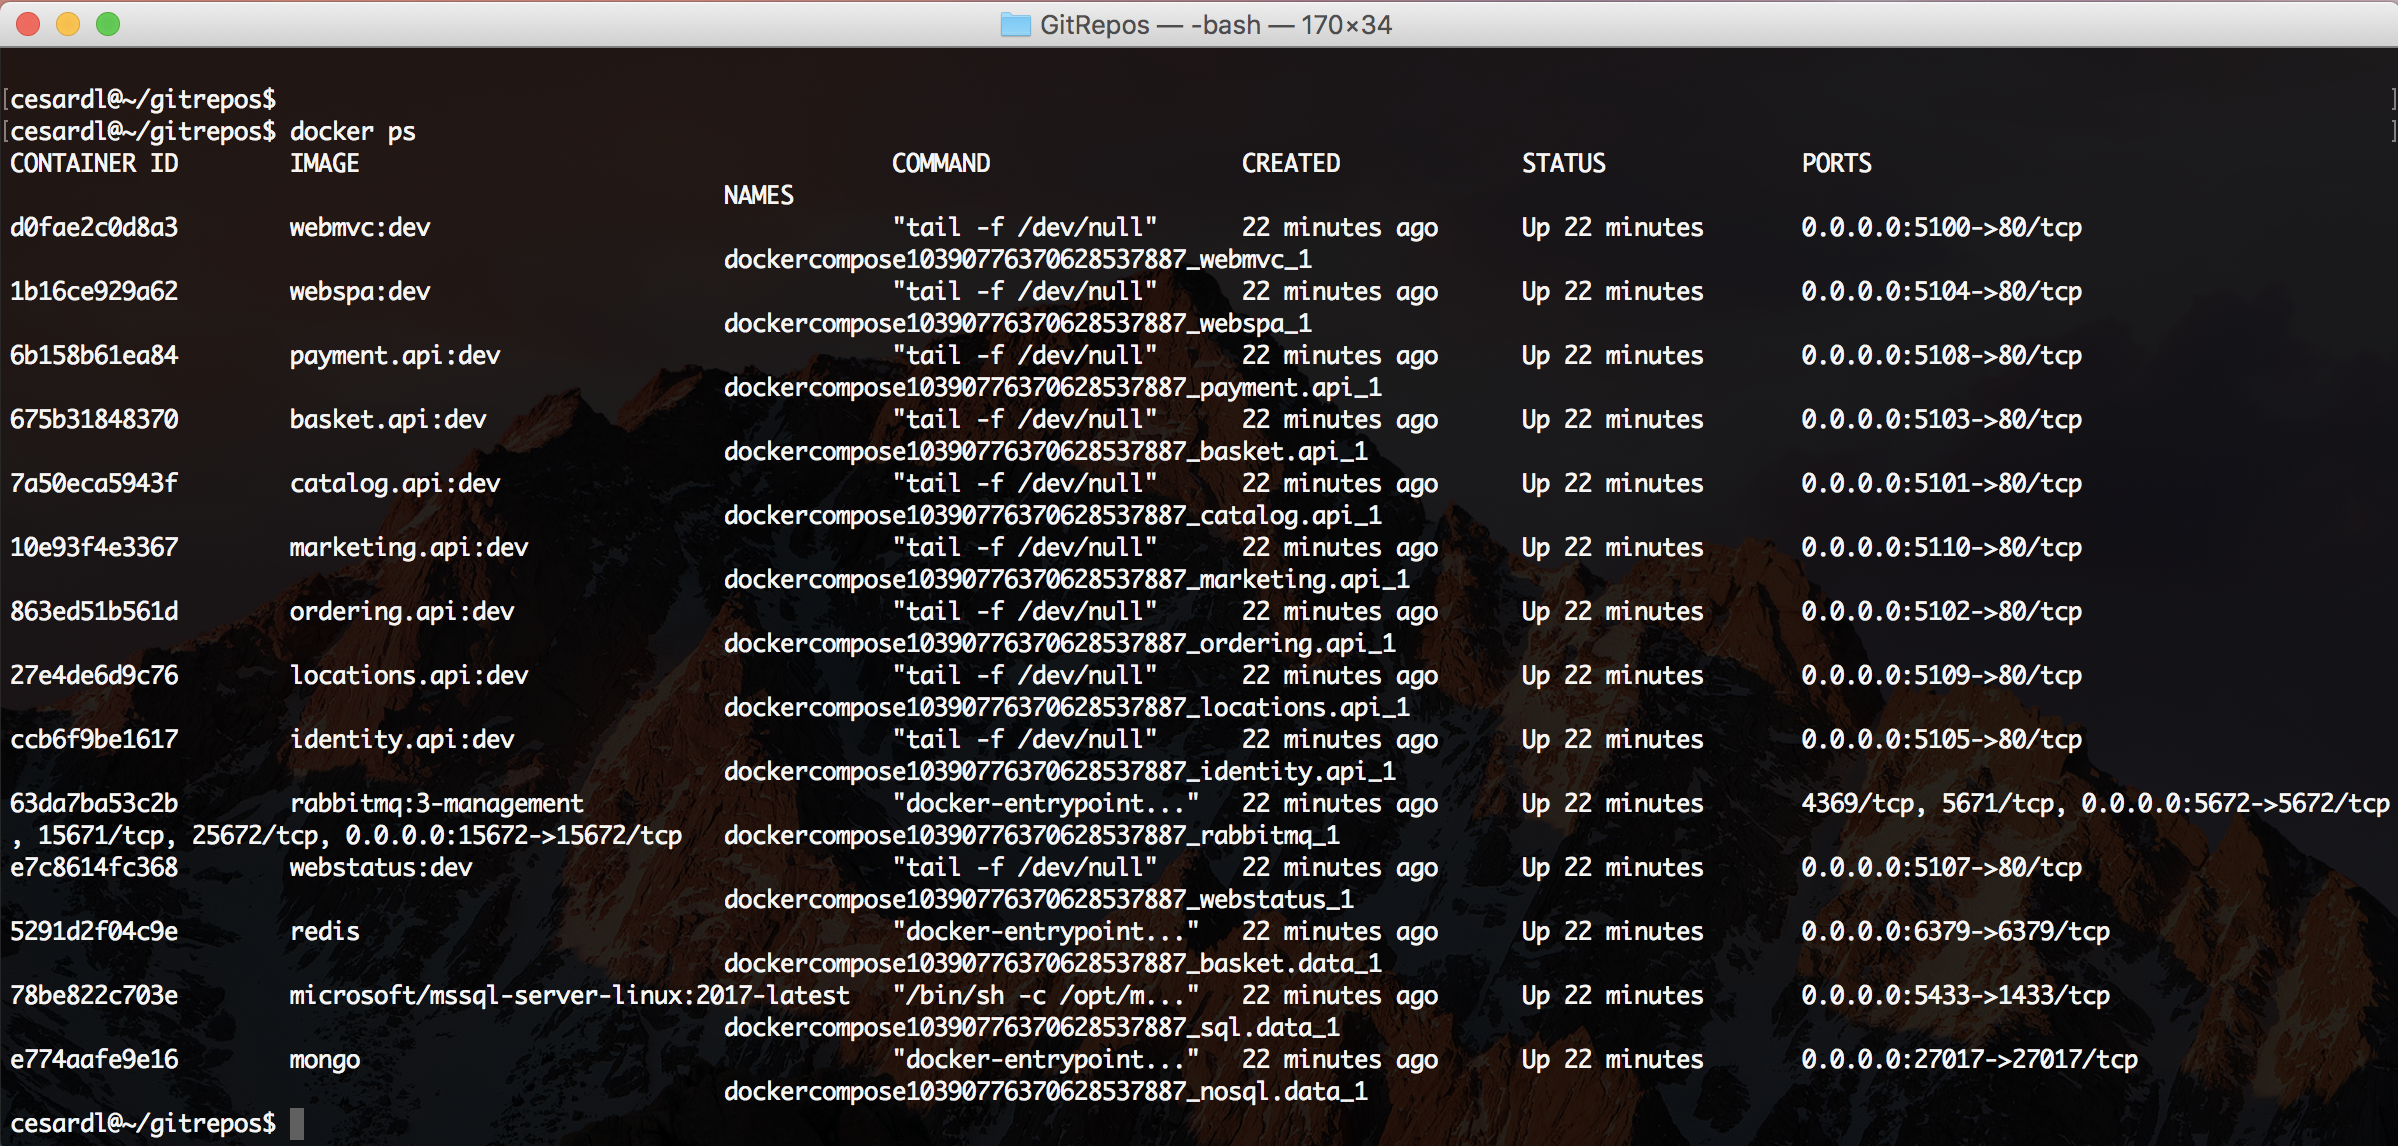 GitRepos — -bash — 170×34
[cesardl@~/gitrepos$ ]
[cesardl@~/gitrepos$ docker ps ]
CONTAINER ID IMAGE COMMAND CREATED STATUS PORTS
NAMES
d0fae2c0d8a3 webmvc:dev "tail -f /dev/null" 22 minutes ago Up 22 minutes 0.0.0.0:5100->80/tcp
dockercompose10390776370628537887_webmvc_1
1b16ce929a62 webspa:dev "tail -f /dev/null" 22 minutes ago Up 22 minutes 0.0.0.0:5104->80/tcp
dockercompose10390776370628537887_webspa_1
6b158b61ea84 payment.api:dev "tail -f /dev/null" 22 minutes ago Up 22 minutes 0.0.0.0:5108->80/tcp
dockercompose10390776370628537887_payment.api_1
675b31848370 basket.api:dev "tail -f /dev/null" 22 minutes ago Up 22 minutes 0.0.0.0:5103->80/tcp
dockercompose10390776370628537887_basket.api_1
7a50eca5943f catalog.api:dev "tail -f /dev/null" 22 minutes ago Up 22 minutes 0.0.0.0:5101->80/tcp
dockercompose10390776370628537887_catalog.api_1
10e93f4e3367 marketing.api:dev "tail -f /dev/null" 22 minutes ago Up 22 minutes 0.0.0.0:5110->80/tcp
dockercompose10390776370628537887_marketing.api_1
863ed51b561d ordering.api:dev "tail -f /dev/null" 22 minutes ago Up 22 minutes 0.0.0.0:5102->80/tcp
dockercompose10390776370628537887_ordering.api_1
27e4de6d9c76 locations.api:dev "tail -f /dev/null" 22 minutes ago Up 22 minutes 0.0.0.0:5109->80/tcp
dockercompose10390776370628537887_locations.api_1
ccb6f9be1617 identity.api:dev "tail -f /dev/null" 22 minutes ago Up 22 minutes 0.0.0.0:5105->80/tcp
dockercompose10390776370628537887_identity.api_1
63da7ba53c2b rabbitmq:3-management "docker-entrypoint..." 22 minutes ago Up 22 minutes 4369/tcp, 5671/tcp, 0.0.0.0:5672->5672/tcp
, 15671/tcp, 25672/tcp, 0.0.0.0:15672->15672/tcp dockercompose10390776370628537887_rabbitmq_1
e7c8614fc368 webstatus:dev "tail -f /dev/null" 22 minutes ago Up 22 minutes 0.0.0.0:5107->80/tcp
dockercompose10390776370628537887_webstatus_1
5291d2f04c9e redis "docker-entrypoint..." 22 minutes ago Up 22 minutes 0.0.0.0:6379->6379/tcp
dockercompose10390776370628537887_basket.data_1
78be822c703e microsoft/mssql-server-linux:2017-latest "/bin/sh -c /opt/m..." 22 minutes ago Up 22 minutes 0.0.0.0:5433->1433/tcp
dockercompose10390776370628537887_sql.data_1
e774aafe9e16 mongo "docker-entrypoint..." 22 minutes ago Up 22 minutes 0.0.0.0:27017->27017/tcp
dockercompose10390776370628537887_nosql.data_1
cesardl@~/gitrepos$